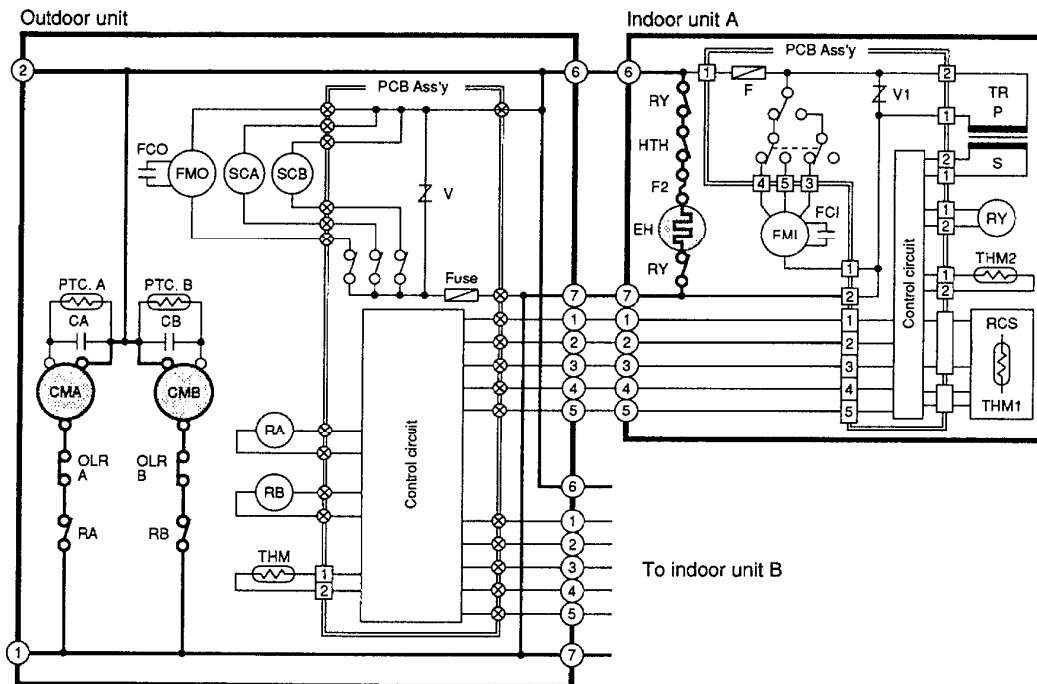 Outdoor unit
Indoor unit A
2
6
6
PCB Ass'y
PCB Ass'y
1
F
2
V1
TR
P
1
RY
HTH
F2
EH
RY
FCO
FMO
SCA
SCB
V
4
5
3
FMI
FCI
2
1
S
1
2
RY
THM2
1
2
1
2
Control circuit
Fuse
7
7
PTC. A
PTC. B
CA
CB
CMA
CMB
1
2
3
4
5
1
2
3
4
5
1
2
3
4
5
RCS
THM1
OLR
A
OLR
B
RA
RB
RA
RB
Control circuit
THM
1
2
6
1
2
3
4
5
7
To indoor unit B
1